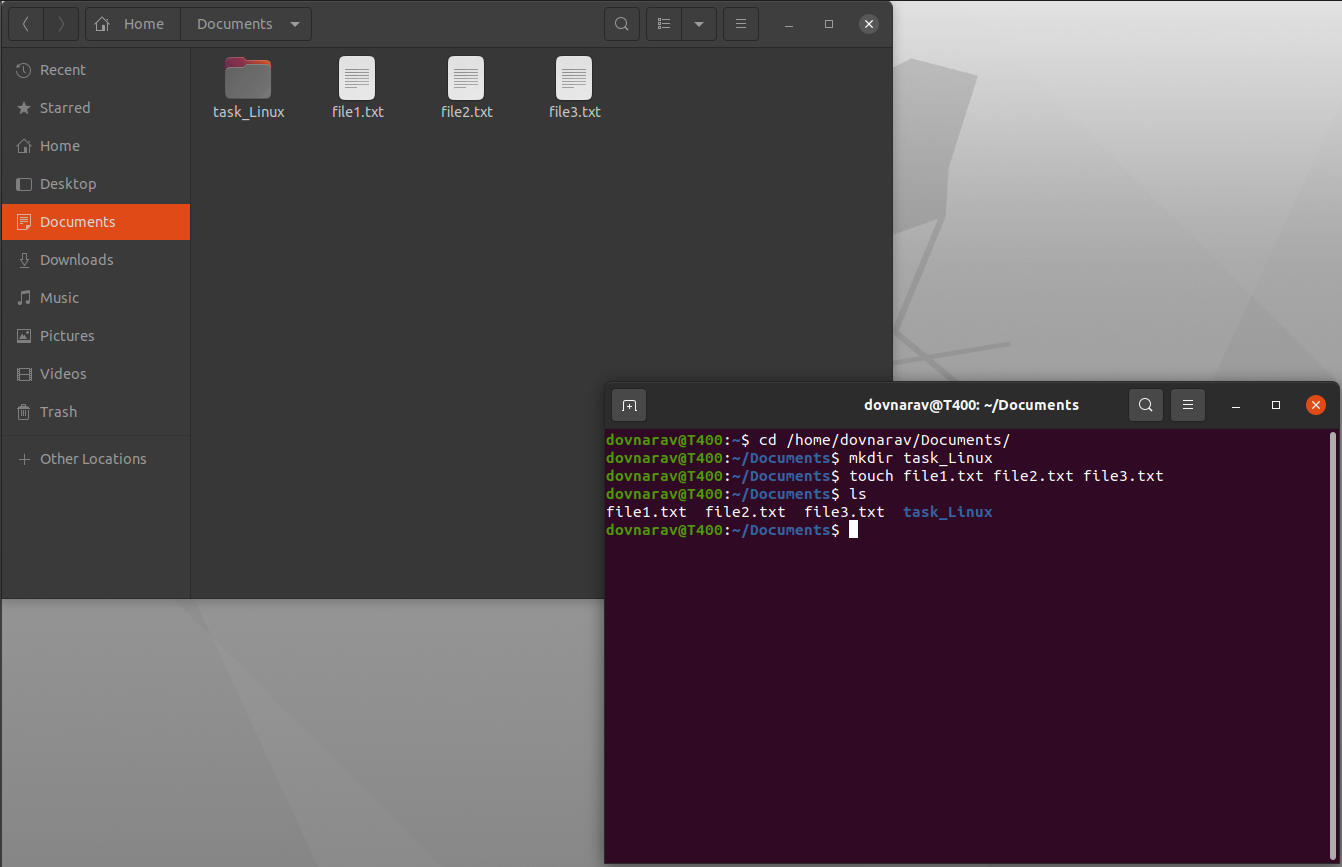 Home Documents
Recent
Starred
Home
Desktop
Documents
Downloads
Music
Pictures
Videos
Trash
Other Locations
task_Linux file1.txt file2.txt file3.txt
dovnarav@T400: ~/Documents
dovnarav@T400:~$ cd /home/dovnarav/Documents/
dovnarav@T400:~/Documents$ mkdir task_Linux
dovnarav@T400:~/Documents$ touch file1.txt file2.txt file3.txt
dovnarav@T400:~/Documents$ ls
file1.txt  file2.txt  file3.txt  task_Linux
dovnarav@T400:~/Documents$